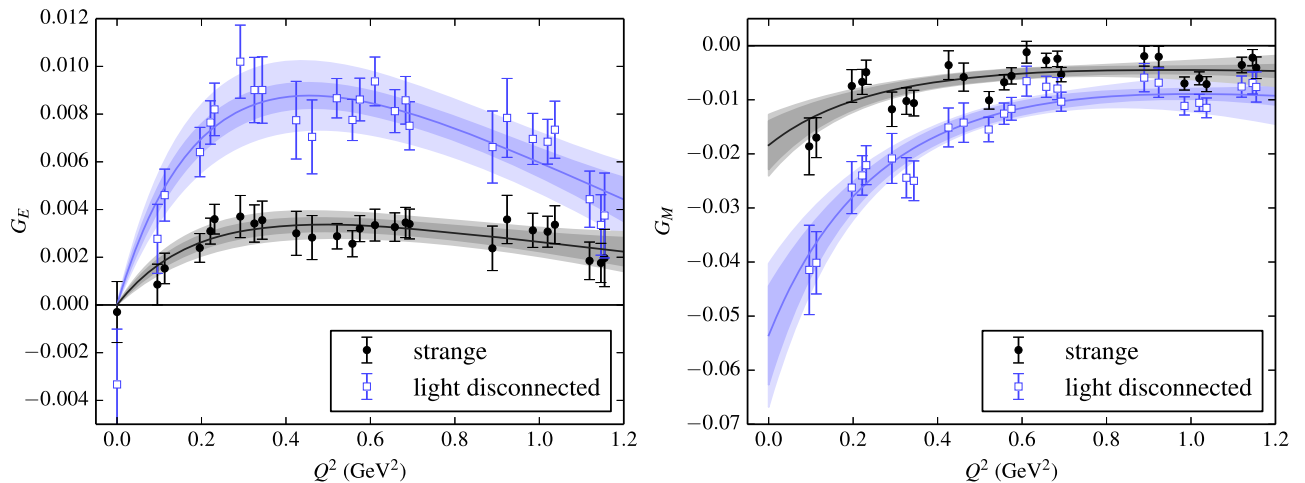 0.012
0.010
0.008
0.006
0.004
0.002
0.000
−0.002
−0.004
G_E
0.0 0.2 0.4 0.6 0.8 1.0 1.2
Q² (GeV²)
strange
light disconnected
0.00
−0.01
−0.02
−0.03
−0.04
−0.05
−0.06
−0.07
G_M
0.0 0.2 0.4 0.6 0.8 1.0 1.2
Q² (GeV²)
strange
light disconnected